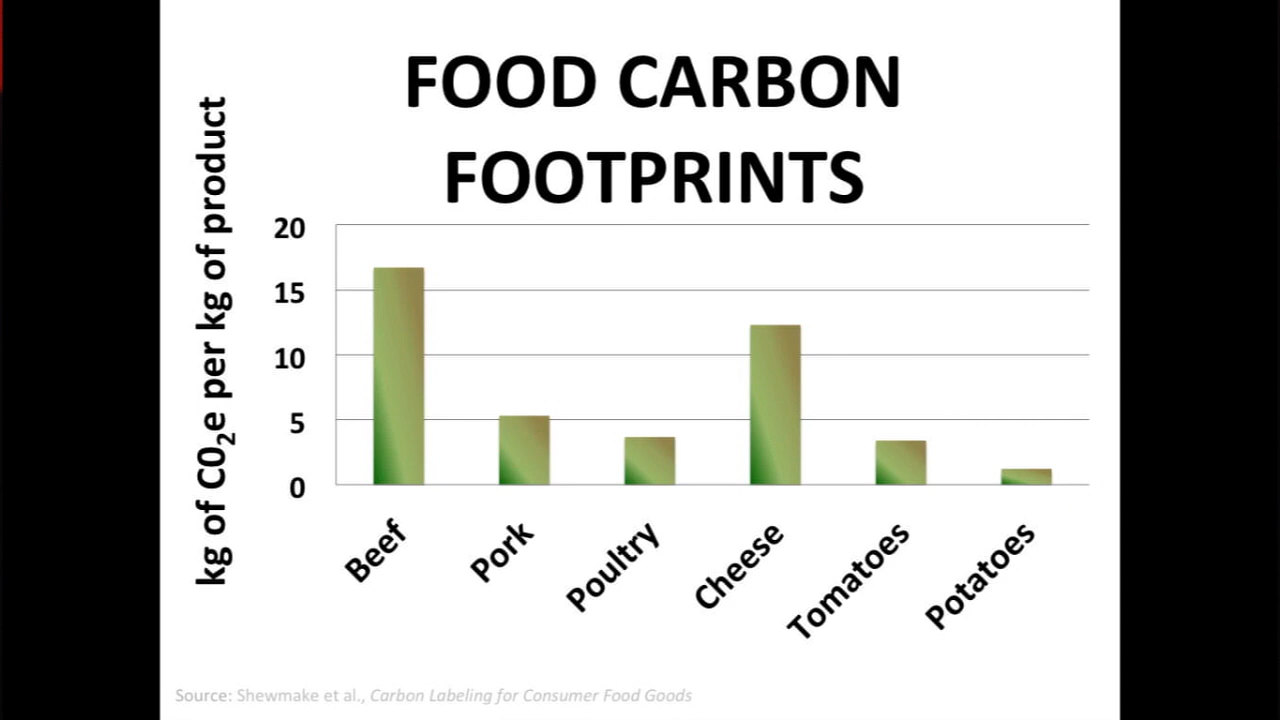 FOOD CARBON
FOOTPRINTS
kg of C0₂e per kg of product
20
15
10
5
0
Beef
Pork
Poultry
Cheese
Tomatoes
Potatoes
Source: Shewmake et al., Carbon Labeling for Consumer Food Goods